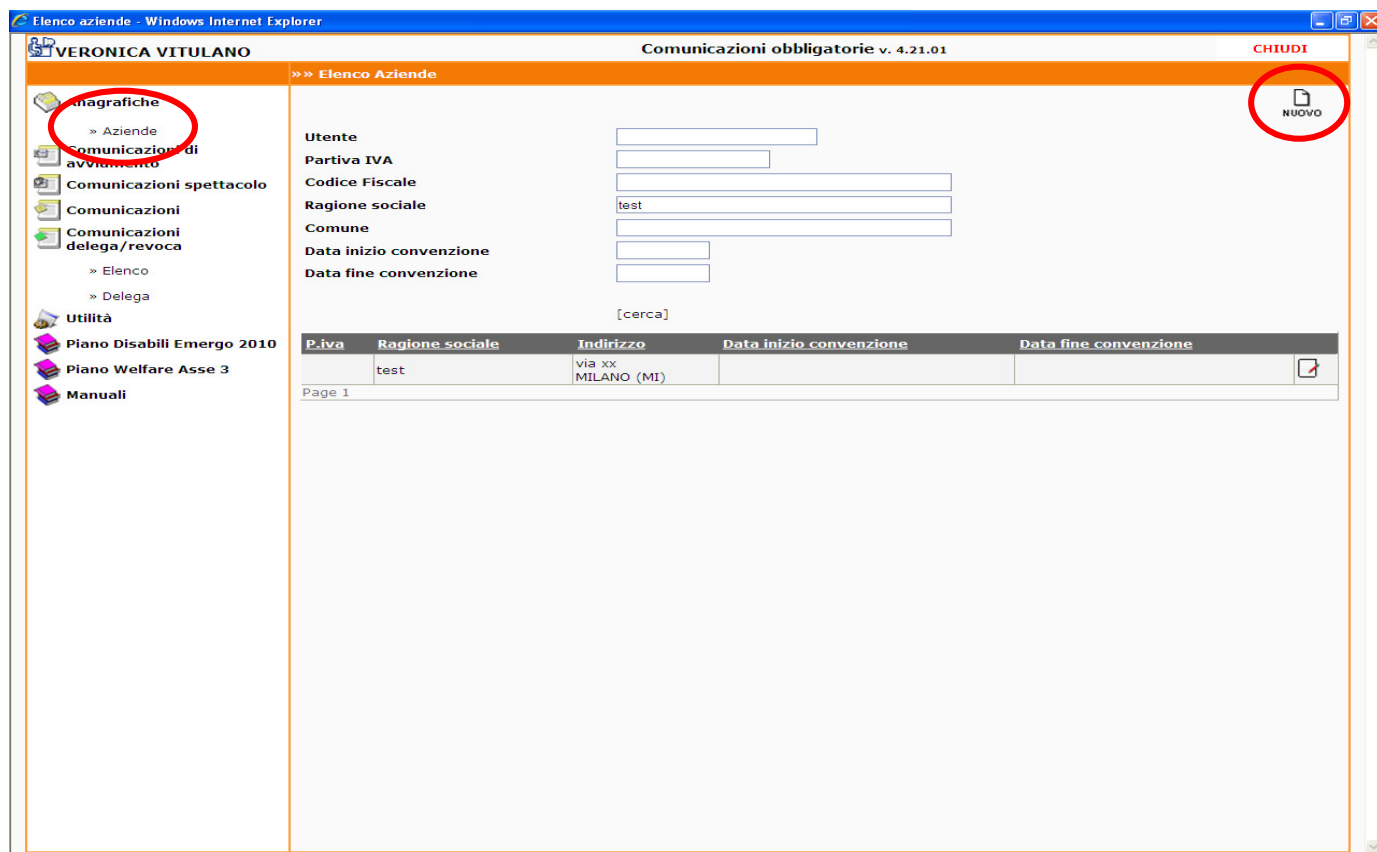 Elenco aziende - Windows Internet Explorer
VERONICA VITULANO
Comunicazioni obbligatorie v. 4.21.01
CHIUDI
»» Elenco Aziende
NUOVO
Anagrafiche
» Aziende
Comunicazioni di
avviamento
Comunicazioni spettacolo
Comunicazioni
Comunicazioni
delega/revoca
» Elenco
» Delega
Utilità
Piano Disabili Emergo 2010
Piano Welfare Asse 3
Manuali
Utente
Partiva IVA
Codice Fiscale
Ragione sociale test
Comune
Data inizio convenzione
Data fine convenzione
[cerca]
P.iva Ragione sociale Indirizzo Data inizio convenzione Data fine convenzione
test via xx
MILANO (MI)
Page 1